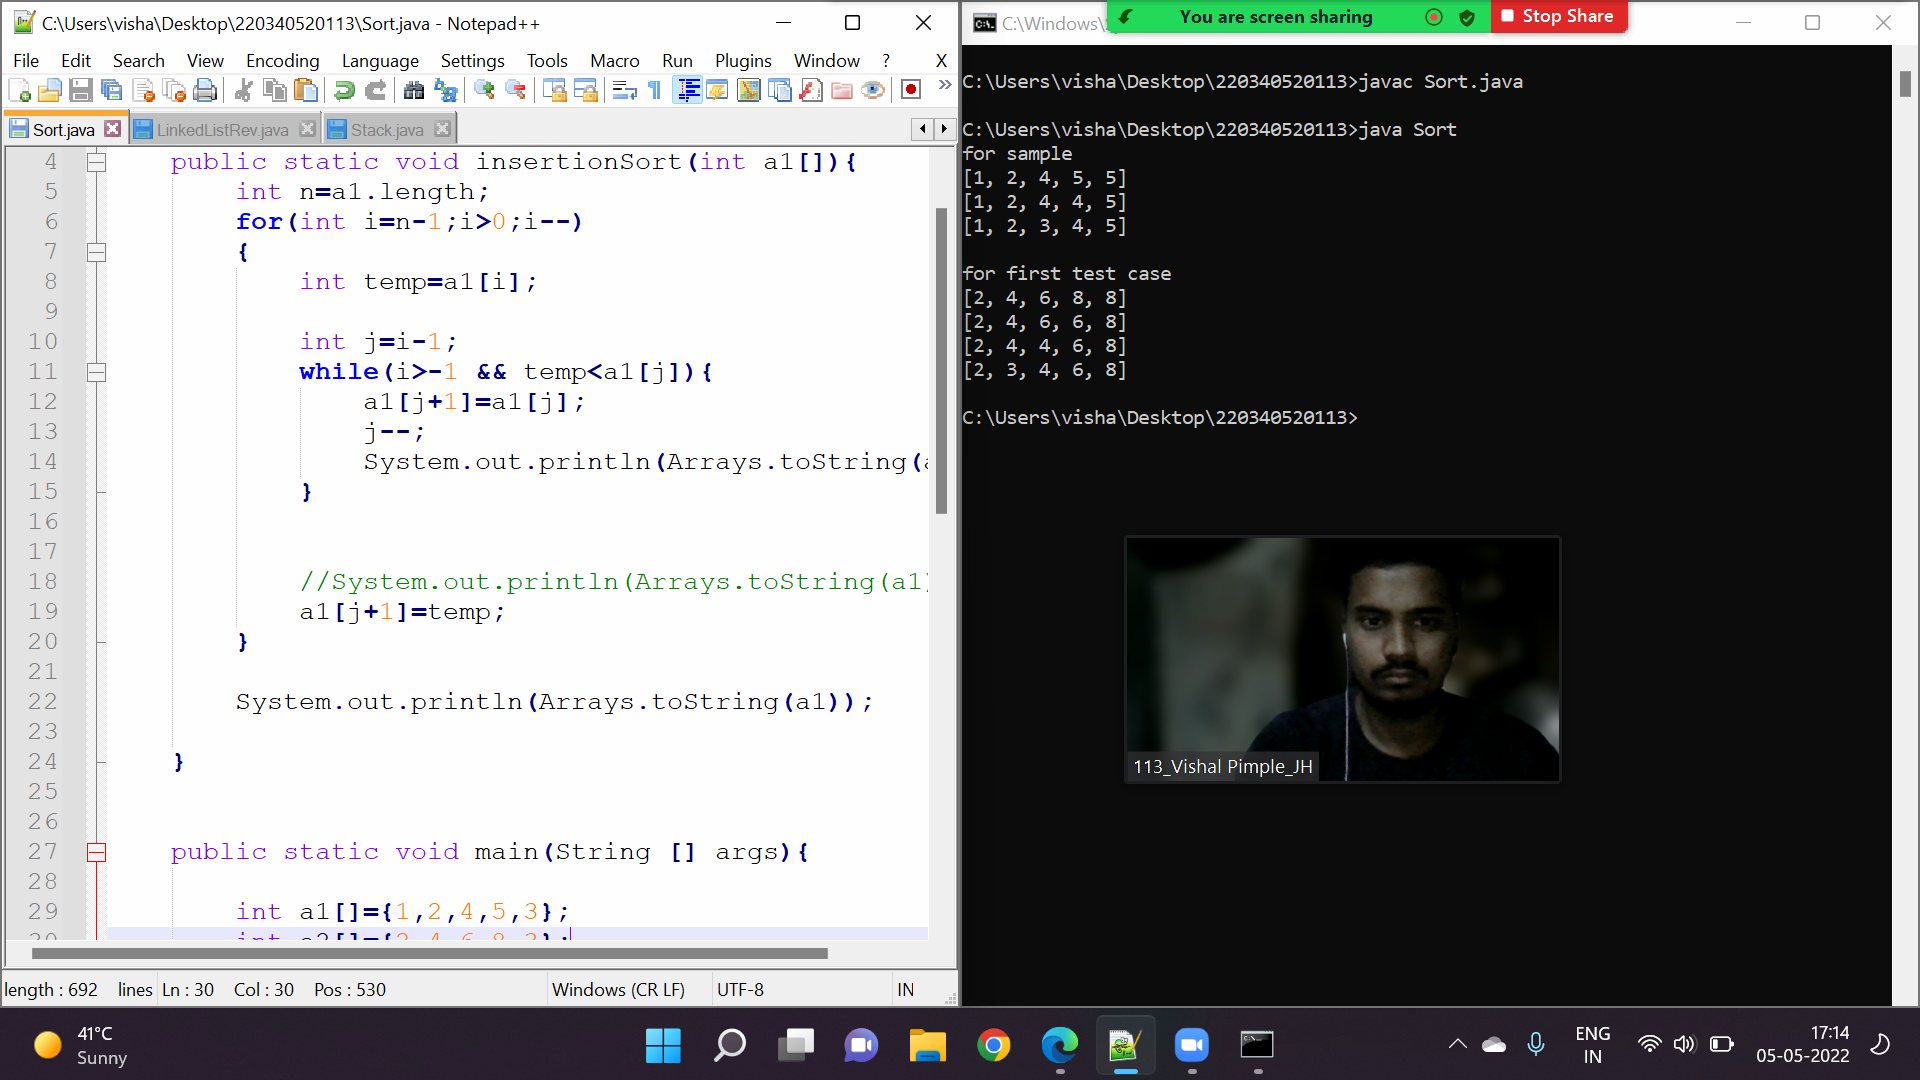 C:\Users\visha\Desktop\220340520113\Sort.java - Notepad++
File Edit Search View Encoding Language Settings Tools Macro Run Plugins Window ? X
Sort.java LinkedListRev.java Stack.java
4 public static void insertionSort(int a1[]){
5 int n=a1.length;
6 for(int i=n-1;i>0;i--)
7 {
8 int temp=a1[i];
9
10 int j=i-1;
11 while(i>-1 && temp<a1[j]){
12 a1[j+1]=a1[j];
13 j--;
14 System.out.println(Arrays.toString(
15 }
16
17
18 //System.out.println(Arrays.toString(a1
19 a1[j+1]=temp;
20 }
21
22 System.out.println(Arrays.toString(a1));
23
24 }
25
26
27 public static void main(String [] args){
28
29 int a1[]={1,2,4,5,3};
length : 692 lines Ln : 30 Col : 30 Pos : 530 Windows (CR LF) UTF-8 IN
C:\Windows\
You are screen sharing
Stop Share
C:\Users\visha\Desktop\220340520113>javac Sort.java
C:\Users\visha\Desktop\220340520113>java Sort
for sample
[1, 2, 4, 5, 5]
[1, 2, 4, 4, 5]
[1, 2, 3, 4, 5]
for first test case
[2, 4, 6, 8, 8]
[2, 4, 6, 6, 8]
[2, 4, 4, 6, 8]
[2, 3, 4, 6, 8]
C:\Users\visha\Desktop\220340520113>
113_Vishal Pimple_JH
41°C
Sunny
ENG
IN
17:14
05-05-2022